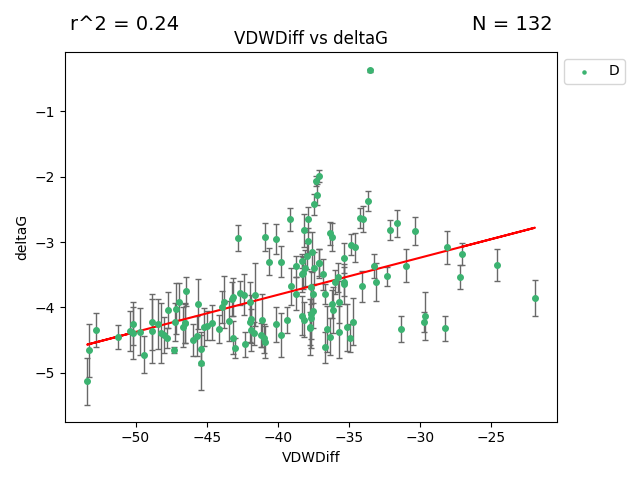 r^2 = 0.24
N = 132
VDWDiff vs deltaG
D
−1
−2
−3
−4
−5
deltaG
−50
−45
−40
−35
−30
−25
VDWDiff